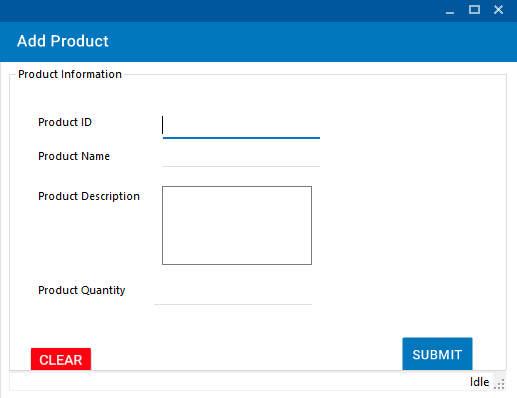 Add Product
Product Information
Product ID
Product Name
Product Description
Product Quantity
CLEAR
SUBMIT
Idle